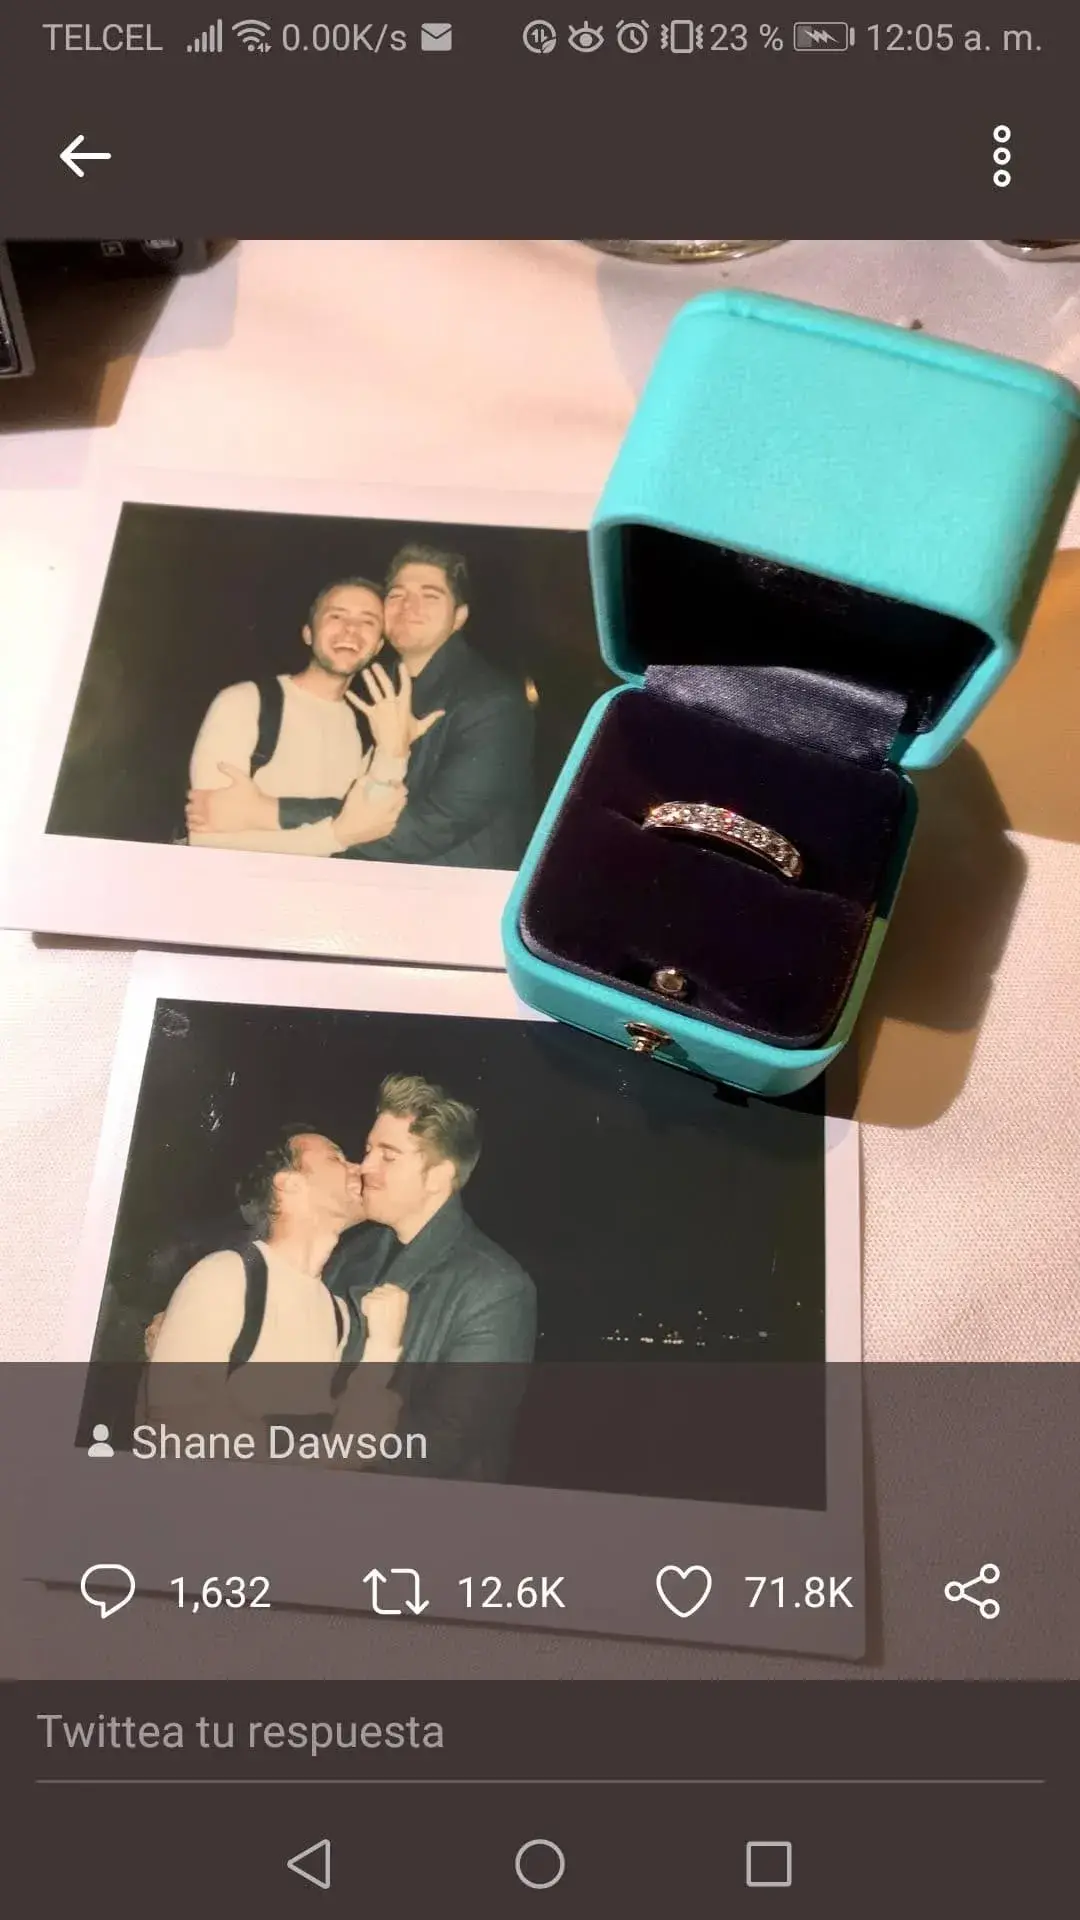 TELCEL 0.00K/s 23 % 12:05 a. m.
Shane Dawson
1,632 12.6K 71.8K
Twittea tu respuesta